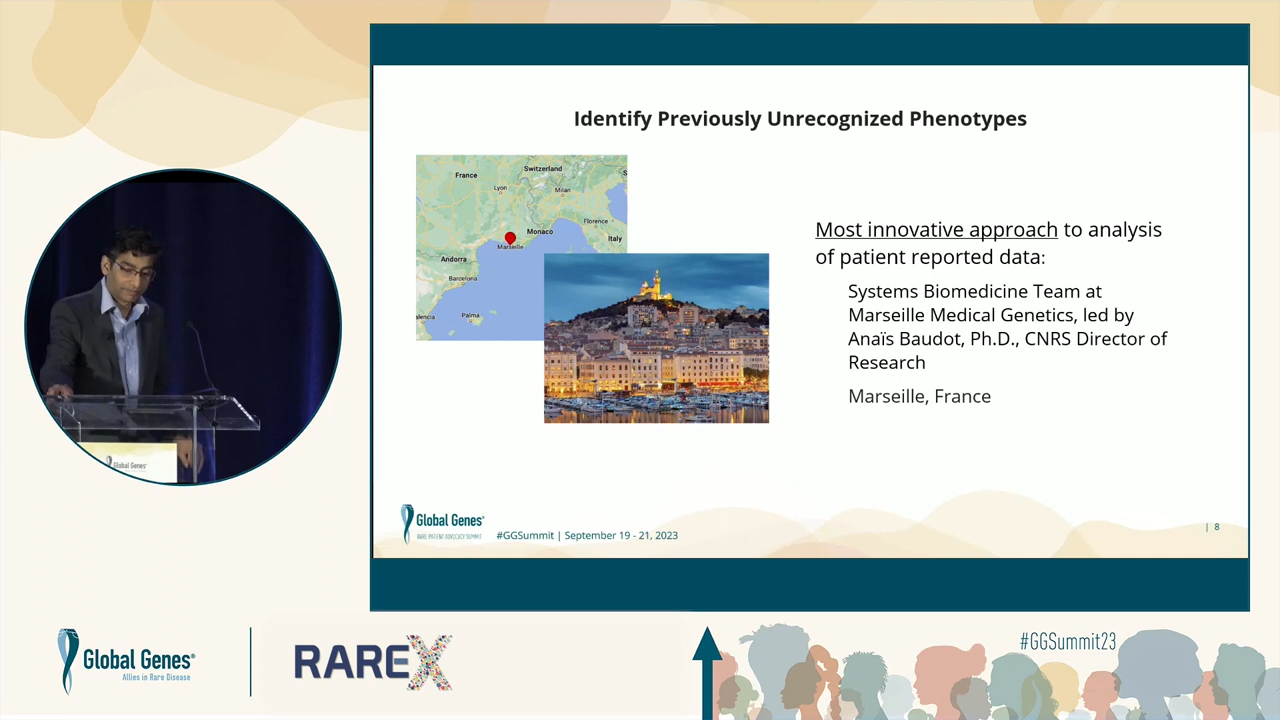 Identify Previously Unrecognized Phenotypes
France
Switzerland
Lyon
Milan
Florence
Monaco
Italy
Marseille
Andorra
Barcelona
Palma
Most innovative approach to analysis
of patient reported data:
Systems Biomedicine Team at
Marseille Medical Genetics, led by
Anaïs Baudot, Ph.D., CNRS Director of
Research
Marseille, France
Global Genes®
Global Genes
RARE PATIENT ADVOCACY SUMMIT
#GGSummit | September 19 - 21, 2023
| 8
Global Genes®
Allies in Rare Disease
RAREX
#GGSummit23